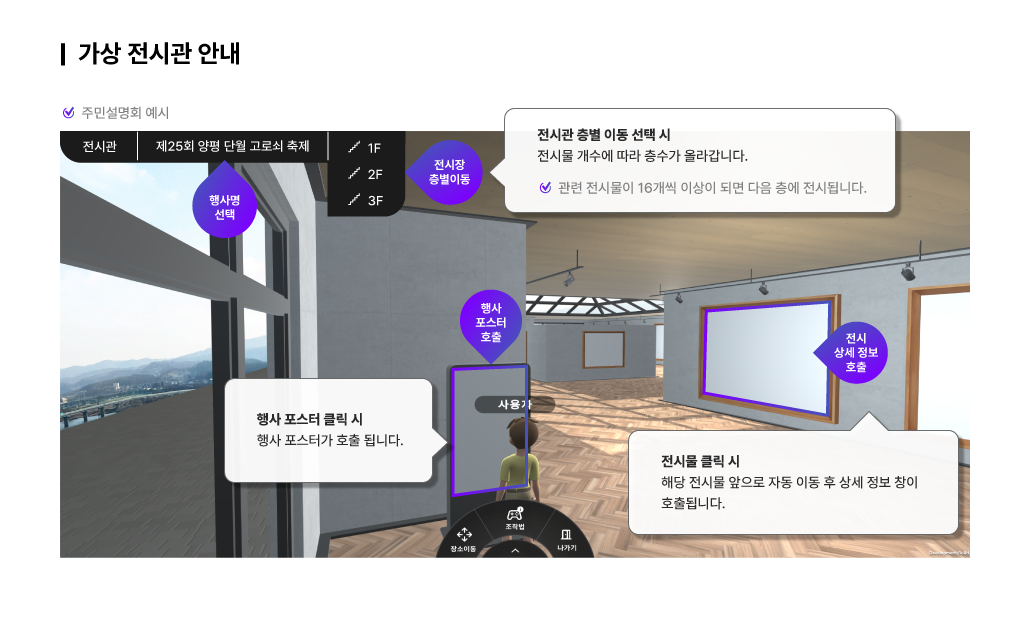 가상 전시관 안내
주민설명회 예시
전시관
제25회 양평 단월 고로쇠 축제
1F
2F
3F
행사명
선택
전시장
층별이동
전시관 층별 이동 선택 시
전시물 개수에 따라 층수가 올라갑니다.
관련 전시물이 16개씩 이상이 되면 다음 층에 전시됩니다.
행사
포스터
호출
전시
상세 정보
호출
사용자
행사 포스터 클릭 시
행사 포스터가 호출 됩니다.
전시물 클릭 시
해당 전시물 앞으로 자동 이동 후 상세 정보 창이
호출됩니다.
조작법
장소이동
나가기
Development Build